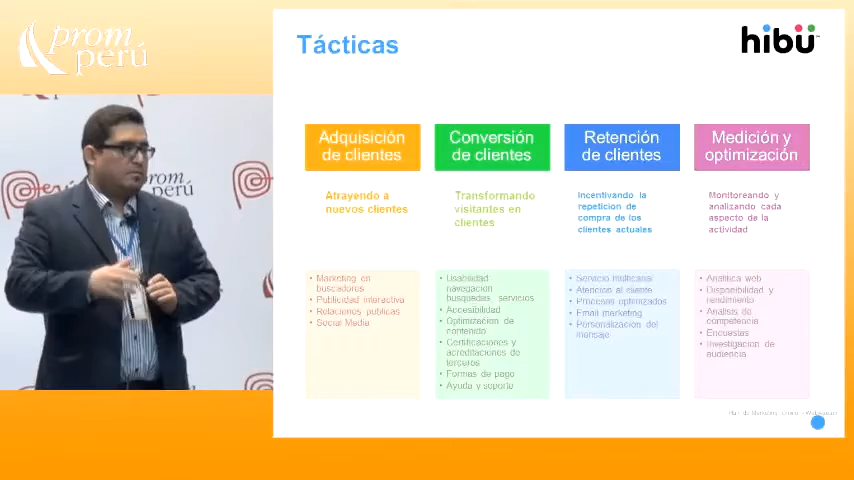 prom
perú
Tácticas
hibü
Adquisición
de clientes
Conversión
de clientes
Retención
de clientes
Medición y
optimización
Atrayendo a
nuevos clientes
Transformando
visitantes en
clientes
Incentivando la
repetición de
compra de los
clientes actuales
Monitoreando y
analizando cada
aspecto de la
actividad
• Marketing en
buscadores
• Publicidad interactiva
• Relaciones públicas
• Social Media
• Usabilidad
navegación
búsquedas servicios
• Accesibilidad
• Optimización de
contenido
• Certificaciones y
acreditaciones de
terceros
• Formas de pago
• Ayuda y soporte
• Servicio multicanal
• Atención al cliente
• Procesos optimizados
• Email marketing
• Personalización del
mensaje
• Analítica web
• Disponibilidad y
rendimiento
• Análisis de
competencia
• Encuestas
• Investigación de
audiencia
Perú
prom
perú